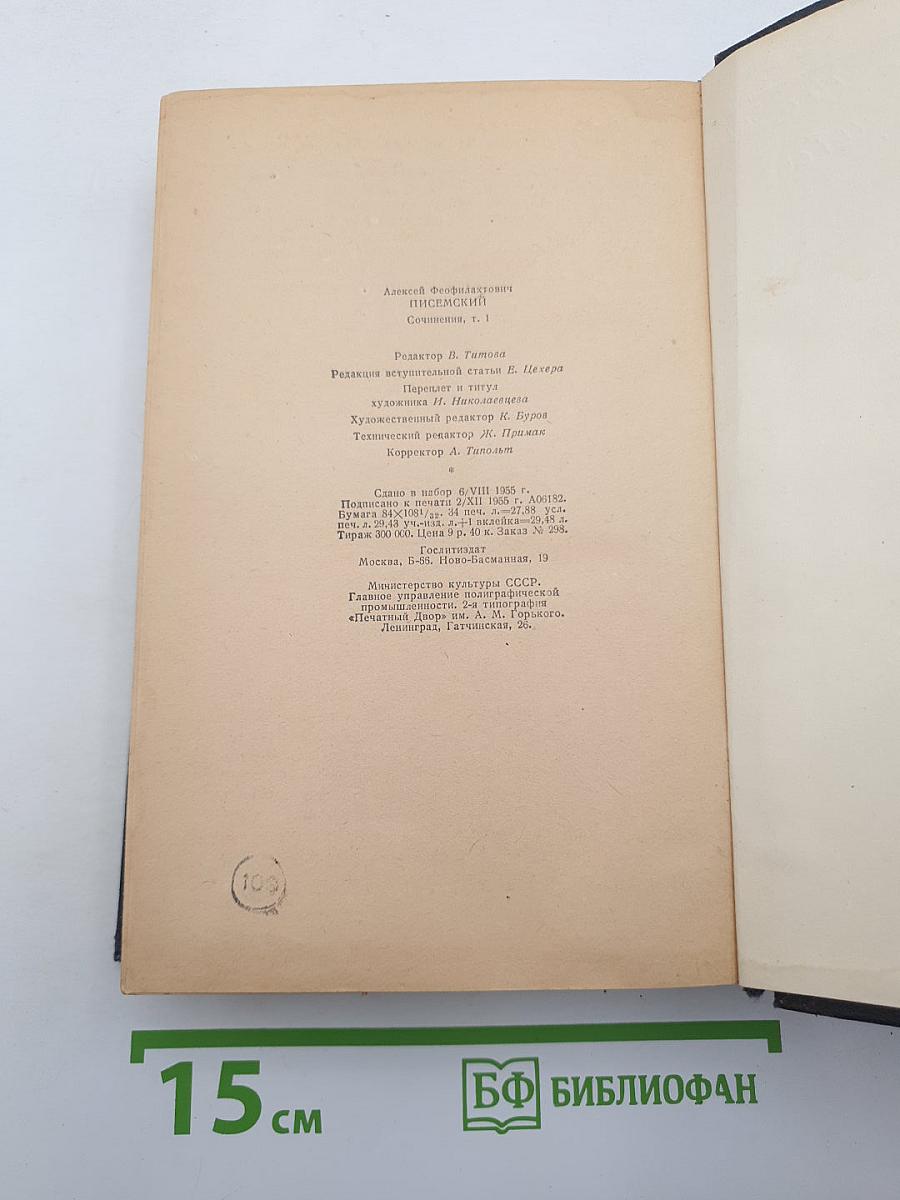 Алексей Феофилактович
ПИСЕМСКИЙ
Сочинения, т. 1
Редактор В. Титова
Редакция вступительной статьи Е. Цехера
Переплет и титул
художника И. Николаевцева
Художественный редактор К. Буров
Технический редактор Ж. Примак
Корректор А. Типольт
*
Сдано в набор 6/VIII 1955 г.
Подписано к печати 2/XII 1955 г. А06182.
Бумага 84×108¹/₃₂. 34 печ. л.=27,88 усл.
печ. л. 29,43 уч.-изд. л.+1 вклейка=29,48 л.
Тираж 300 000. Цена 9 р. 40 к. Заказ № 298.
Гослитиздат
Москва, Б-66. Ново-Басманная, 19
Министерство культуры СССР.
Главное управление полиграфической
промышленности. 2-я типография
«Печатный Двор» им. А. М. Горького.
Ленинград, Гатчинская, 26.
15 см
БФ БИБЛИОФАН